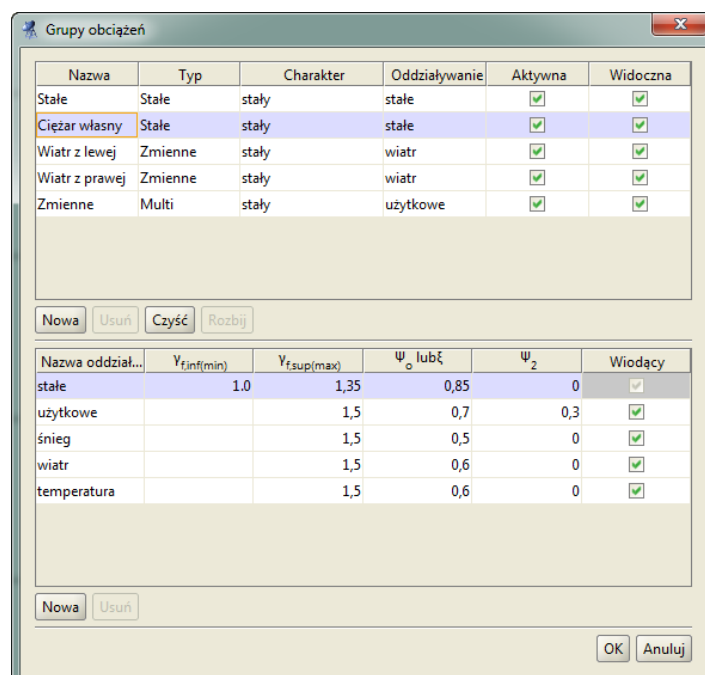 Grupy obciążeń
Nazwa Typ Charakter Oddziaływanie Aktywna Widoczna
Stałe Stałe stały stałe
Ciężar własny Stałe stały stałe
Wiatr z lewej Zmienne stały wiatr
Wiatr z prawej Zmienne stały wiatr
Zmienne Multi stały użytkowe
Nowa Usuń Czyść Rozbij
Nazwa oddział... γf,inf(min) γf,sup(max) Ψo lubξ Ψ2 Wiodący
stałe 1.0 1,35 0,85 0
użytkowe 1,5 0,7 0,3
śnieg 1,5 0,5 0
wiatr 1,5 0,6 0
temperatura 1,5 0,6 0
Nowa Usuń
OK Anuluj